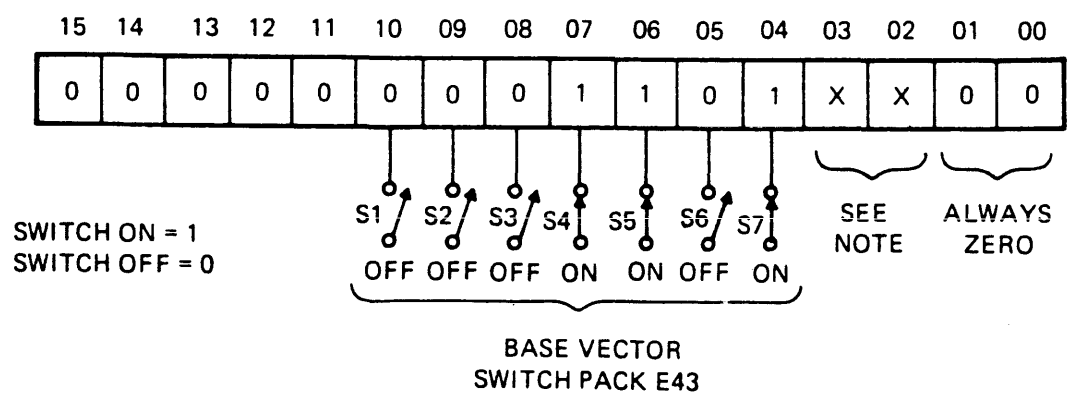 15 14 13 12 11 10 09 08 07 06 05 04 03 02 01 00
0 0 0 0 0 0 0 0 1 1 0 1 X X 0 0
S1 S2 S3 S4 S5 S6 S7
SWITCH ON = 1
SWITCH OFF = 0
OFF OFF OFF ON ON OFF ON
SEE
NOTE
ALWAYS
ZERO
BASE VECTOR
SWITCH PACK E43